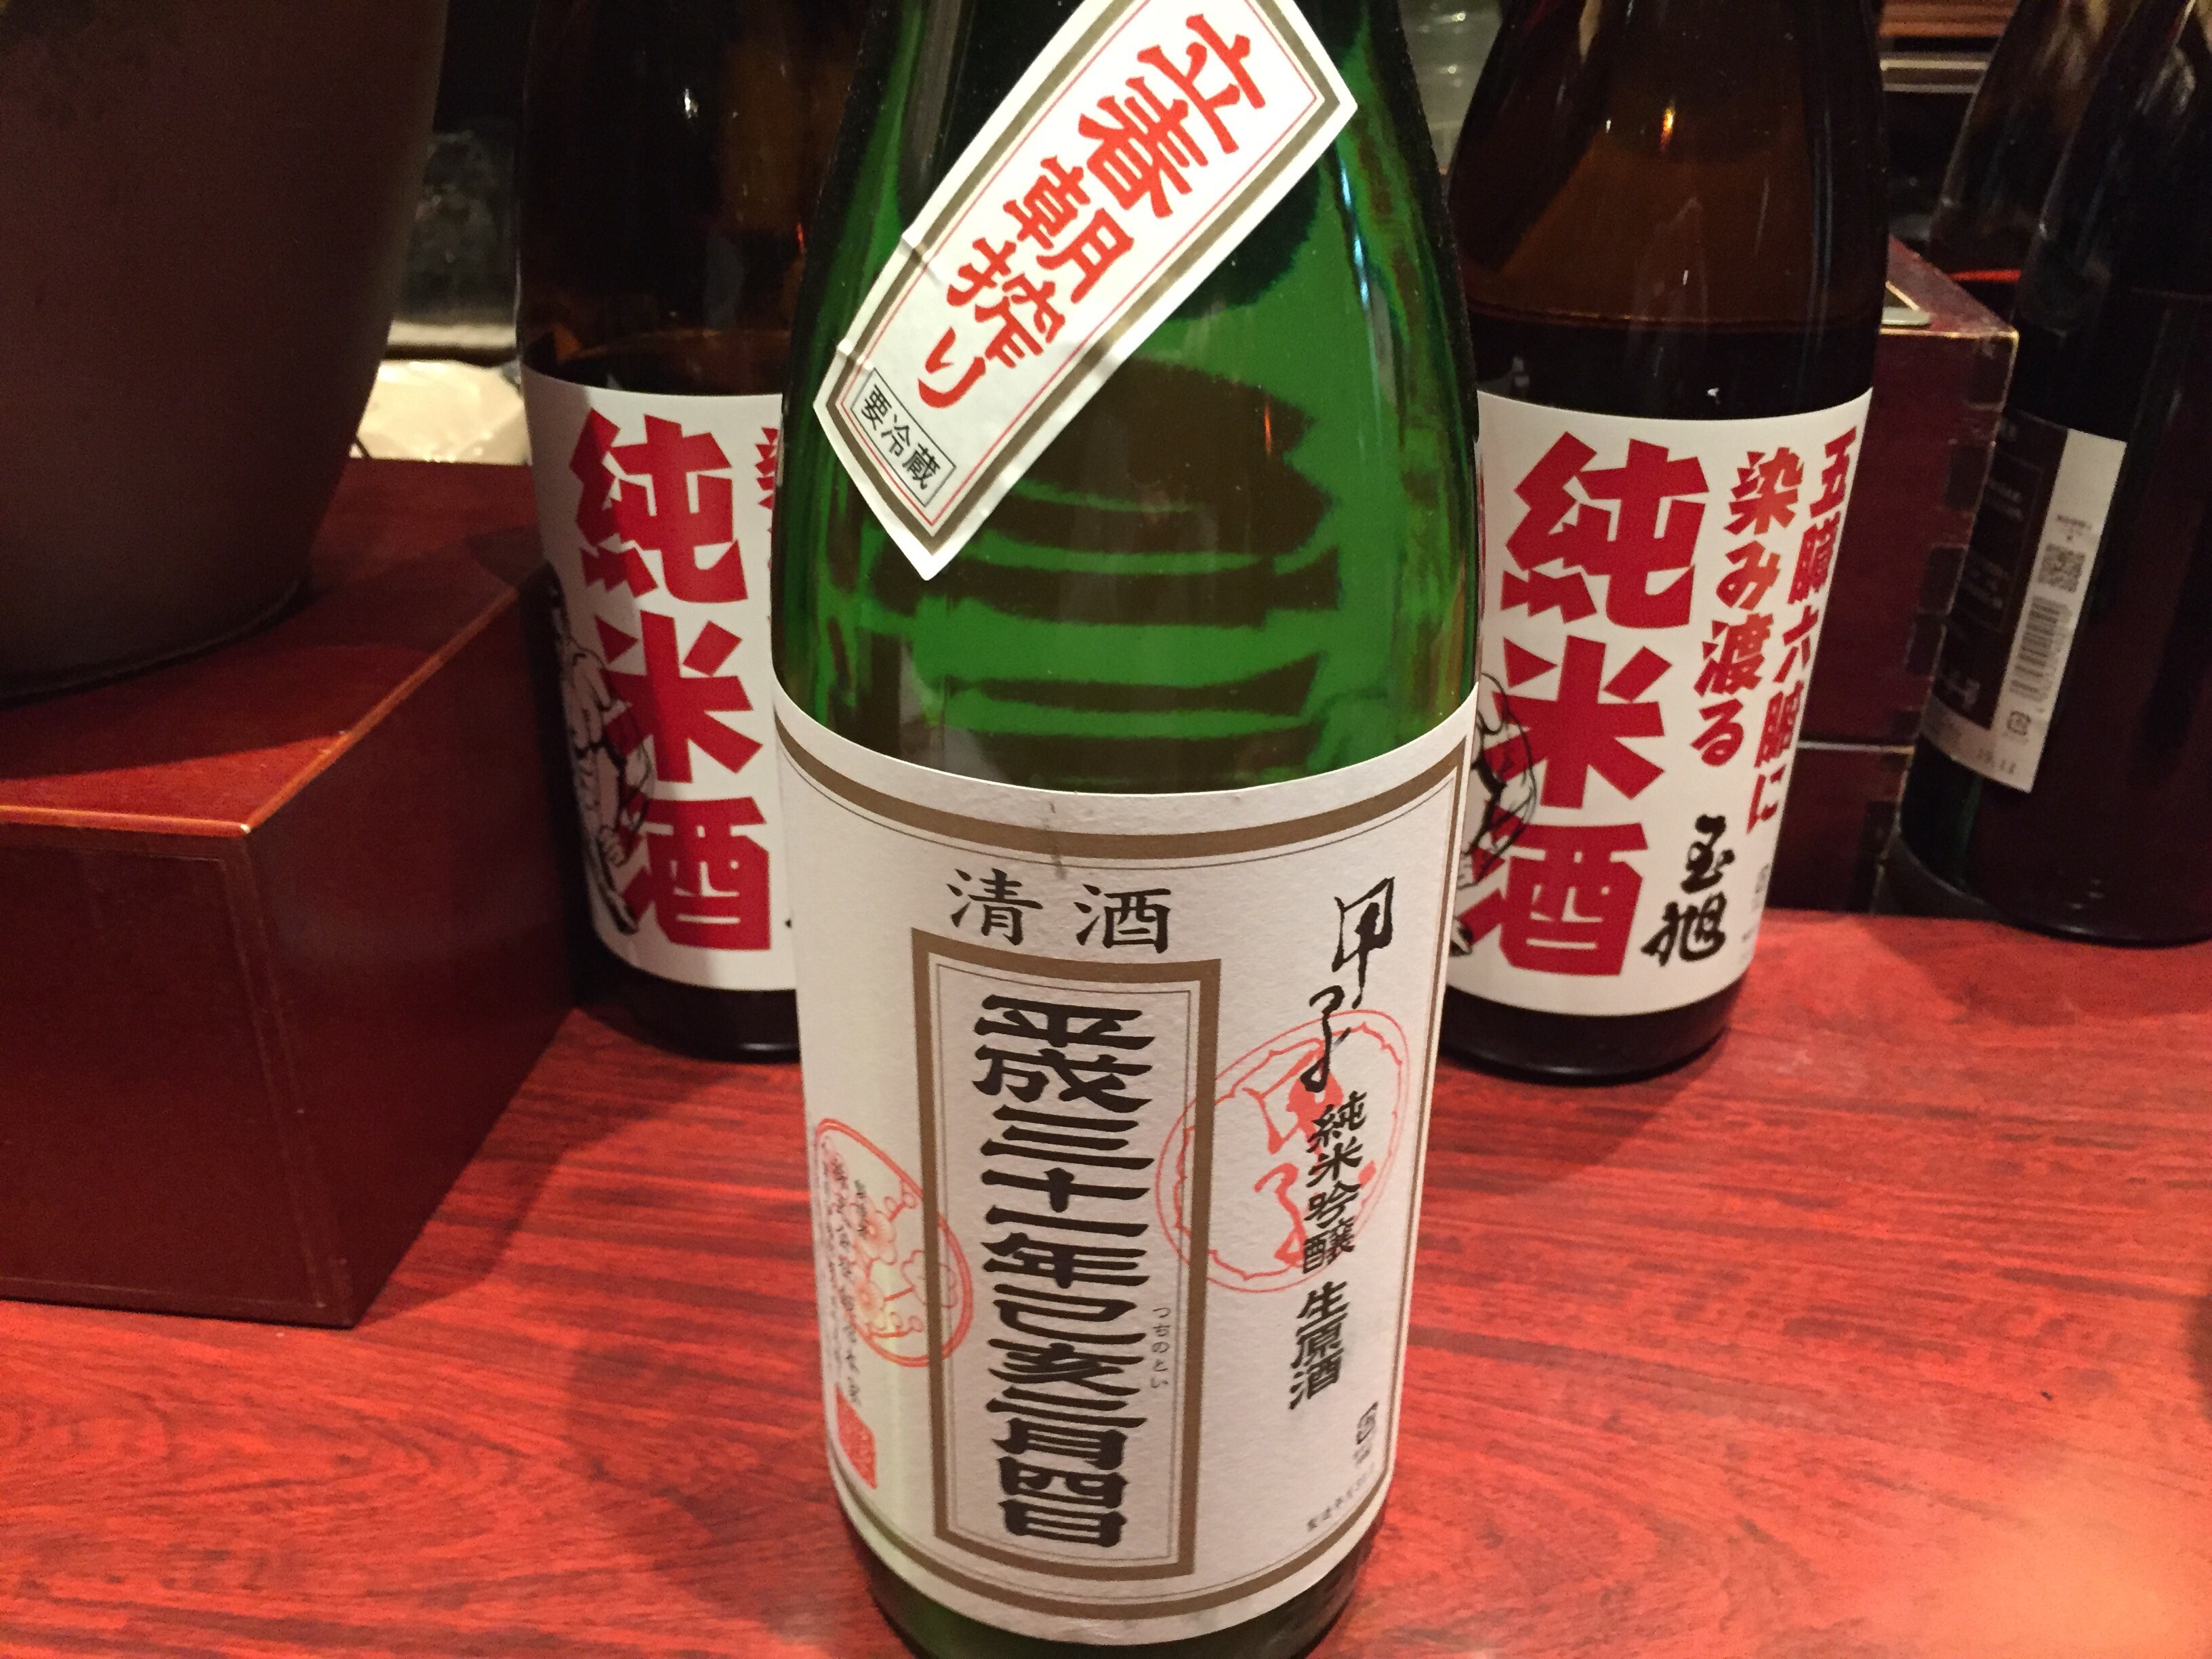 立春朝搾り
要冷蔵
清酒
平成三十一年己亥二月四日
つちのとい
甲子
純米吟醸 生原酒
甲子
純米酒
五臓六腑に
染み渡る
純米酒
玉旭